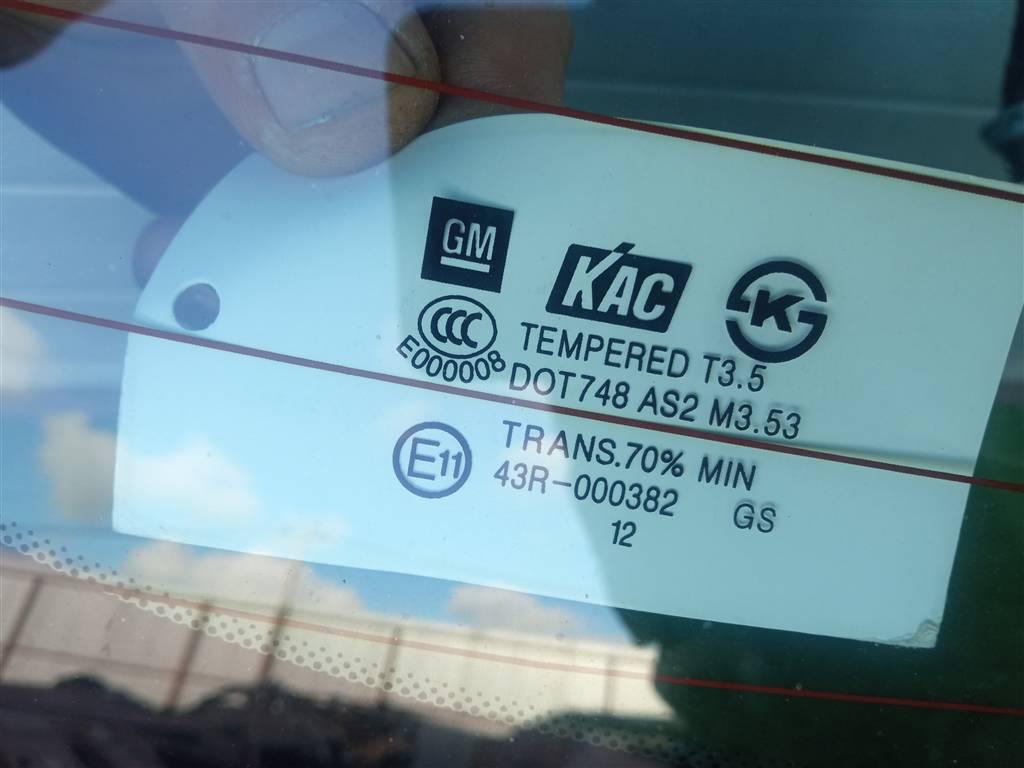 GM
KAC
K
CCC
E000008
TEMPERED T3.5
DOT748 AS2 M3.53
TRANS.70% MIN
E11
43R-000382 GS
12